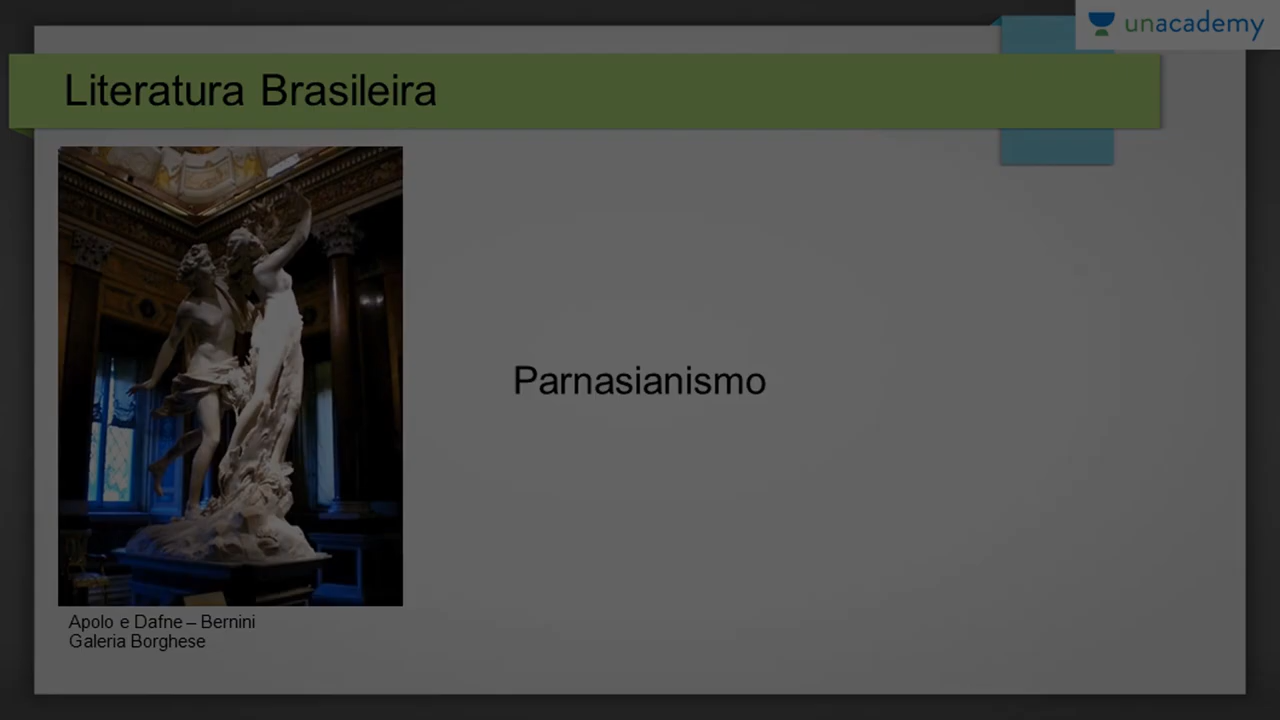 unacademy
Literatura Brasileira
Parnasianismo
Apolo e Dafne – Bernini
Galeria Borghese